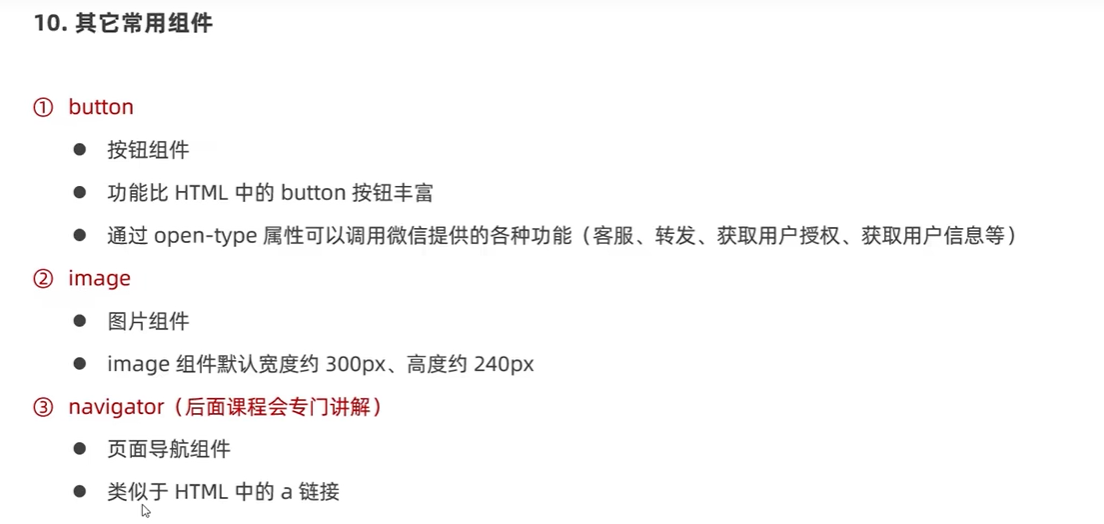 10. 其它常用组件
① button
● 按钮组件
● 功能比 HTML 中的 button 按钮丰富
● 通过 open-type 属性可以调用微信提供的各种功能（客服、转发、获取用户授权、获取用户信息等）
② image
● 图片组件
● image 组件默认宽度约 300px、高度约 240px
③ navigator（后面课程会专门讲解）
● 页面导航组件
● 类似于 HTML 中的 a 链接